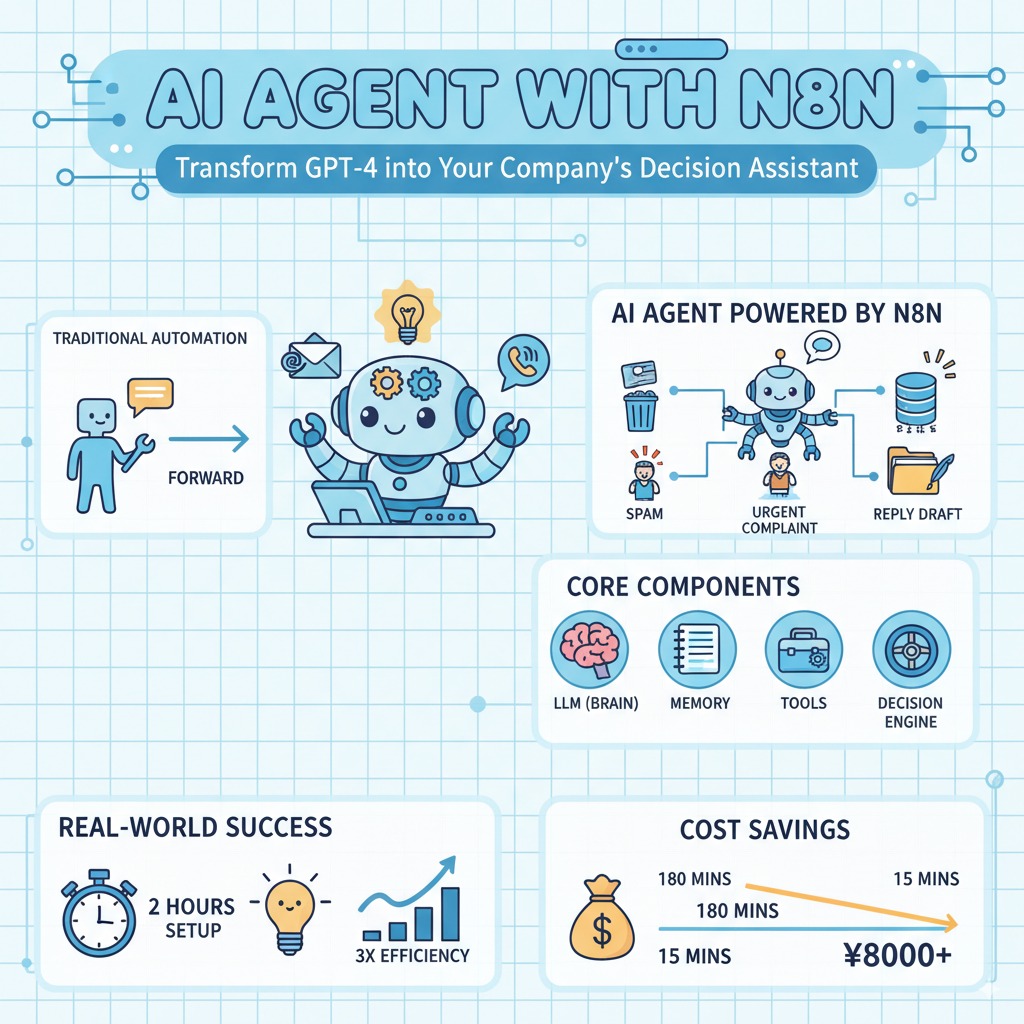 AI AGENT WITH N8N
Transform GPT-4 into Your Company's Decision Assistant
TRADITIONAL AUTOMATION
FORWARD
AI AGENT POWERED BY N8N
SPAM
URGENT
COMPLAINT
REPLY DRAFT
CORE COMPONENTS
LLM (BRAIN)
MEMORY
TOOLS
DECISION
ENGINE
REAL-WORLD SUCCESS
2 HOURS
SETUP
3X EFFICIENCY
COST SAVINGS
180 MINS
15 MINS
180 MINS
15 MINS
¥8000+